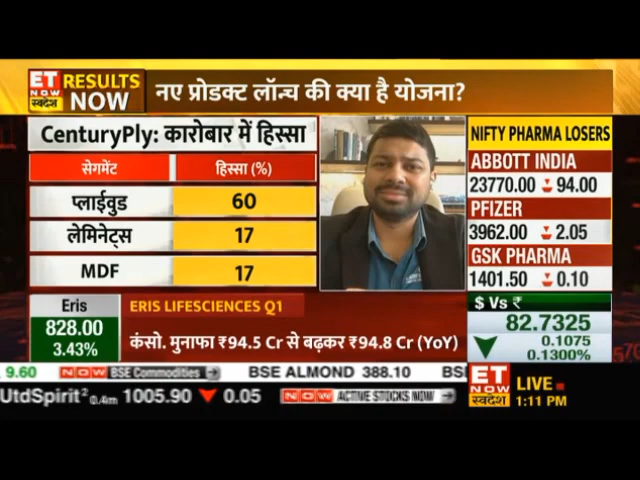 ET NOW स्वदेश
RESULTS NOW
नए प्रोडक्ट लॉन्च की क्या है योजना?
CenturyPly: कारोबार में हिस्सा
सेगमेंट हिस्सा (%)
प्लाईवुड 60
लेमिनेट्स 17
MDF 17
NIFTY PHARMA LOSERS
ABBOTT INDIA
23770.00 94.00
PFIZER
3962.00 2.05
GSK PHARMA
1401.50 0.10
$ Vs ₹
82.7325
0.1075
0.1300%
Eris
828.00
3.43%
ERIS LIFESCIENCES Q1
कंसो. मुनाफा ₹94.5 Cr से बढ़कर ₹94.8 Cr (YoY)
9.60 NOW BSE Commodities BSE ALMOND 388.10 BSE
UtdSpirit² 0.4m 1005.90 0.05 NOW ACTIVE STOCKS NOW
ET NOW स्वदेश
LIVE
1:11 PM